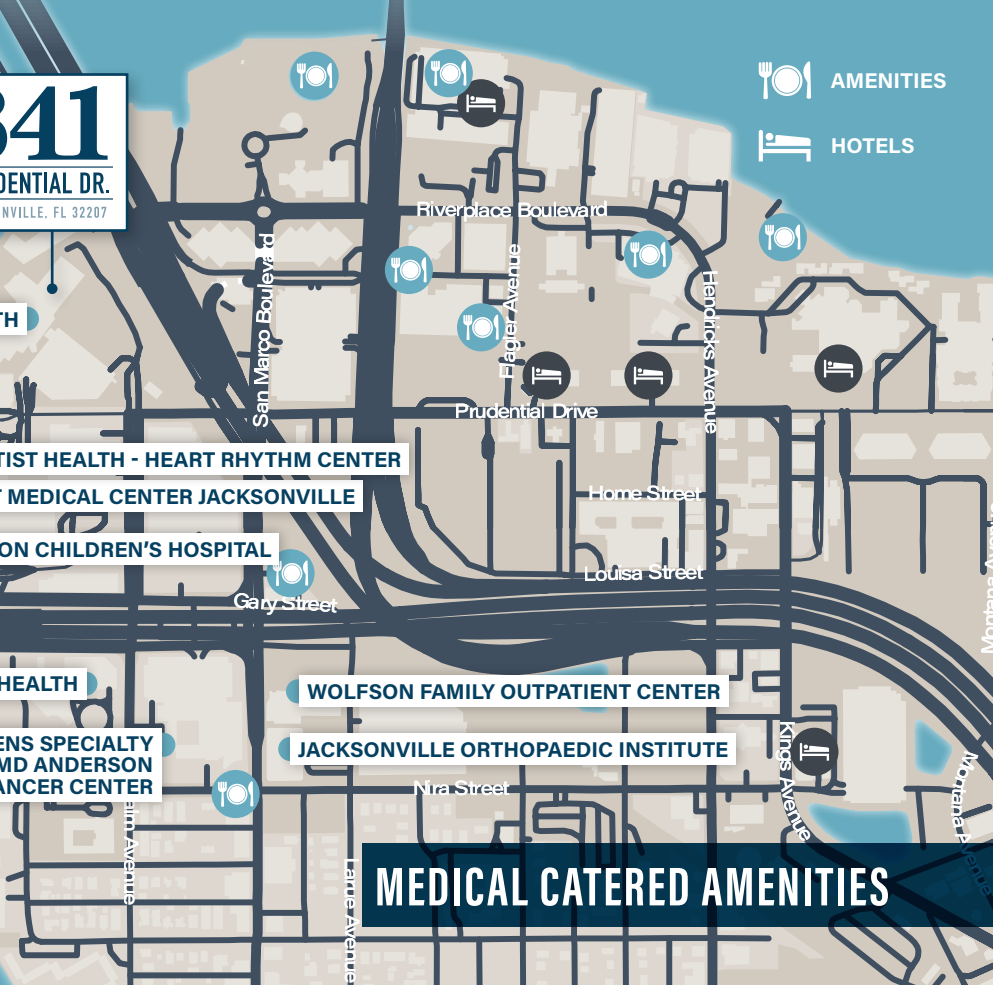 AMENITIES
HOTELS
341
DENTIAL DR.
NVILLE, FL 32207
Riverplace Boulevard
San Marco Boulevard
Flagler Avenue
Hendricks Avenue
TH
Prudential Drive
TIST HEALTH - HEART RHYTHM CENTER
T MEDICAL CENTER JACKSONVILLE
Home Street
ON CHILDREN'S HOSPITAL
Louisa Street
Gary Street
Montana Avenue
HEALTH
WOLFSON FAMILY OUTPATIENT CENTER
ENS SPECIALTY
MD ANDERSON
ANCER CENTER
JACKSONVILLE ORTHOPAEDIC INSTITUTE
Kings Avenue
Nira Street
Montana Avenue
Larue Avenue
MEDICAL CATERED AMENITIES